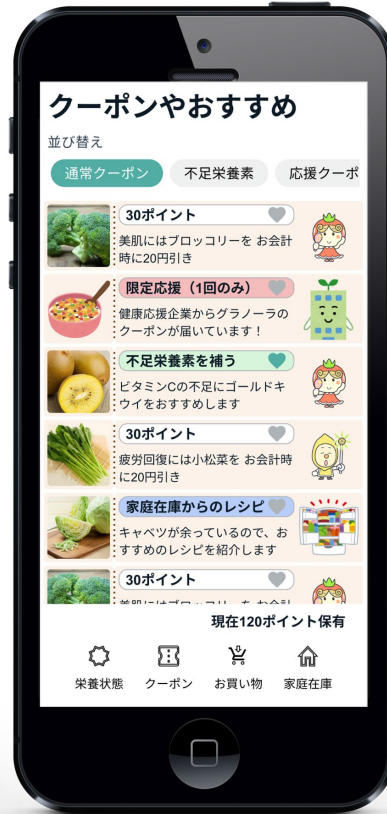 クーポンやおすすめ
並び替え
通常クーポン
不足栄養素
応援クーポ
30ポイント
美肌にはブロッコリーを お会計
時に20円引き
限定応援（1回のみ）
健康応援企業からグラノーラの
クーポンが届いています！
不足栄養素を補う
ビタミンCの不足にゴールドキ
ウイをおすすめします
30ポイント
疲労回復には小松菜を お会計時
に20円引き
家庭在庫からのレシピ
キャベツが余っているので、お
すすめのレシピを紹介します
30ポイント
現在120ポイント保有
栄養状態
クーポン
お買い物
家庭在庫